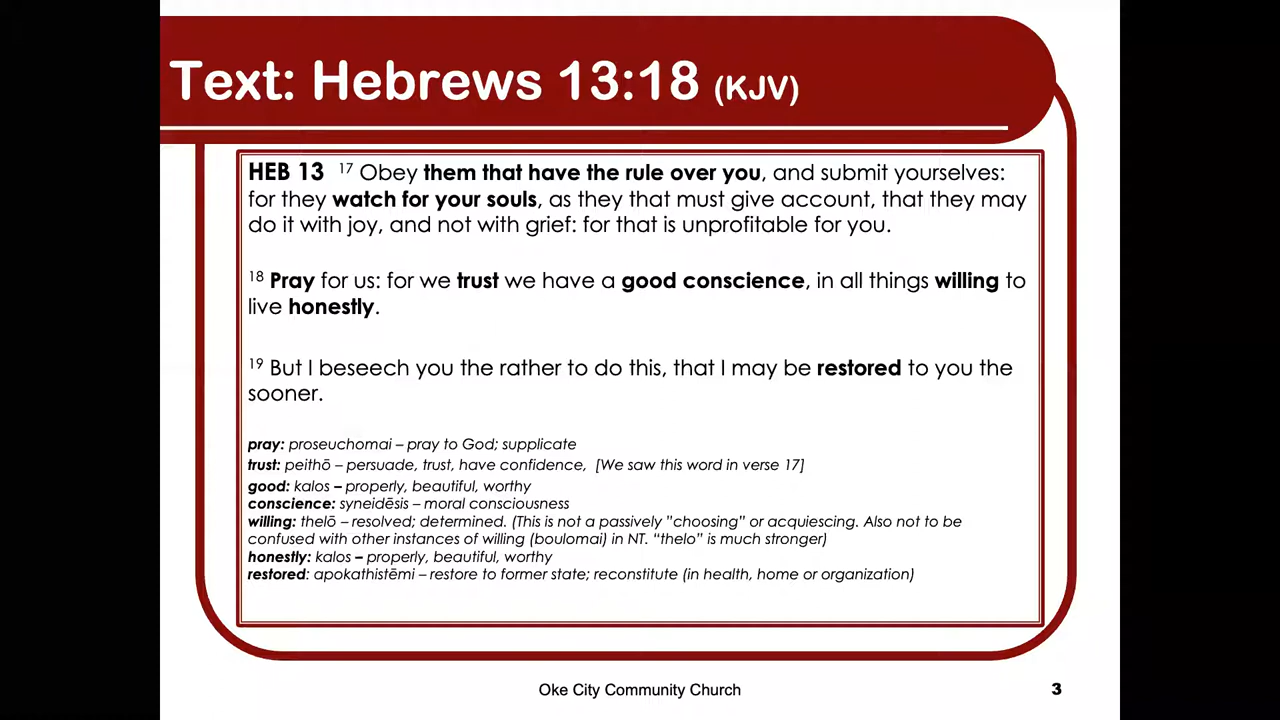 Text: Hebrews 13:18 (KJV)
HEB 13 17 Obey them that have the rule over you, and submit yourselves:
for they watch for your souls, as they that must give account, that they may
do it with joy, and not with grief: for that is unprofitable for you.
18 Pray for us: for we trust we have a good conscience, in all things willing to
live honestly.
19 But I beseech you the rather to do this, that I may be restored to you the
sooner.
pray: proseuchomai – pray to God; supplicate
trust: peithō – persuade, trust, have confidence, [We saw this word in verse 17]
good: kalos – properly, beautiful, worthy
conscience: syneidēsis – moral consciousness
willing: thelō – resolved; determined. (This is not a passively "choosing" or acquiescing. Also not to be
confused with other instances of willing (boulomai) in NT. "thelo" is much stronger)
honestly: kalos – properly, beautiful, worthy
restored: apokathistēmi – restore to former state; reconstitute (in health, home or organization)
Oke City Community Church
3